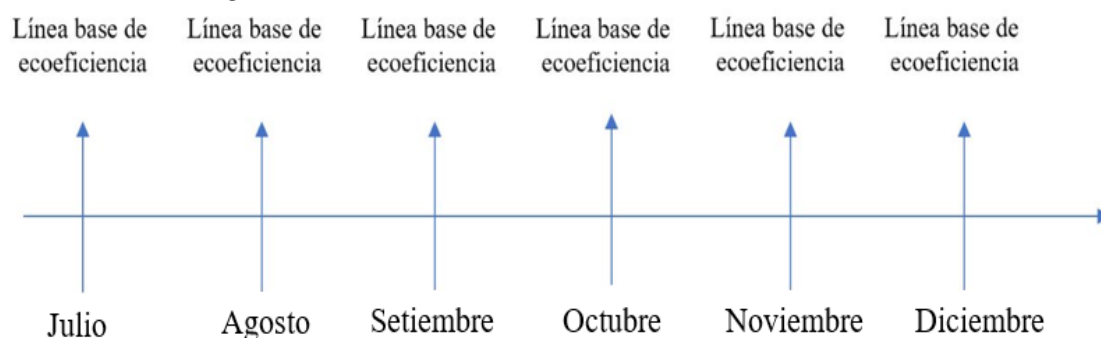 Línea base de
ecoeficiencia
Línea base de
ecoeficiencia
Línea base de
ecoeficiencia
Línea base de
ecoeficiencia
Línea base de
ecoeficiencia
Línea base de
ecoeficiencia
Julio
Agosto
Setiembre
Octubre
Noviembre
Diciembre